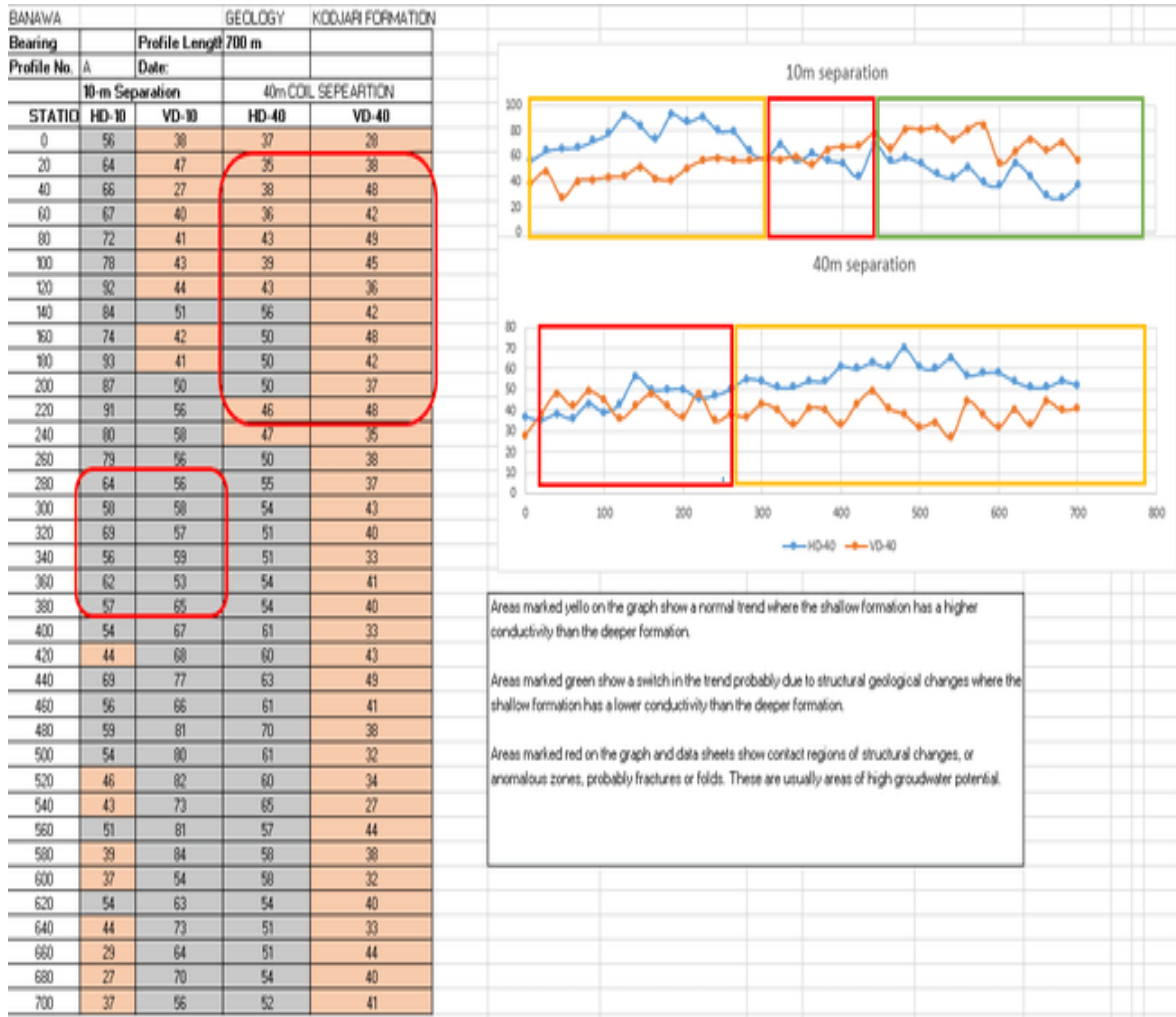 BANAWA GEOLOGY KODJARI FORMATION
Bearing Profile Length 700 m
Profile No. A Date:
10-m Separation 40m COIL SEPEARTION
STATIO HD-10 VD-10 HD-40 VD-40
0 56 38 37 28
20 64 47 35 38
40 66 27 38 48
60 67 40 36 42
80 72 41 43 49
100 78 43 39 45
120 92 44 43 36
140 84 51 56 42
160 74 42 50 48
180 93 41 50 42
200 87 50 50 37
220 91 56 46 48
240 80 58 47 35
260 79 56 50 38
280 64 56 55 37
300 58 58 54 43
320 69 57 51 40
340 56 59 51 33
360 62 53 54 41
380 57 65 54 40
400 54 67 61 33
420 44 68 60 43
440 69 77 63 49
460 56 66 61 41
480 59 81 70 38
500 54 80 61 32
520 46 82 60 34
540 43 73 65 27
560 51 81 57 44
580 39 84 58 38
600 37 54 58 32
620 54 63 54 40
640 44 73 51 33
660 29 64 51 44
680 27 70 54 40
700 37 56 52 41
10m separation
100
80
60
40
20
0
40m separation
80
70
60
50
40
30
20
10
0
0 100 200 300 400 500 600 700 800
HD-40 VD-40
Areas marked yello on the graph show a normal trend where the shallow formation has a higher
conductivity than the deeper formation.
Areas marked green show a switch in the trend probably due to structural geological changes where the
shallow formation has a lower conductivity than the deeper formation.
Areas marked red on the graph and data sheets show contact regions of structural changes, or
anomalous zones, probably fractures or folds. These are usually areas of high groudwater potential.